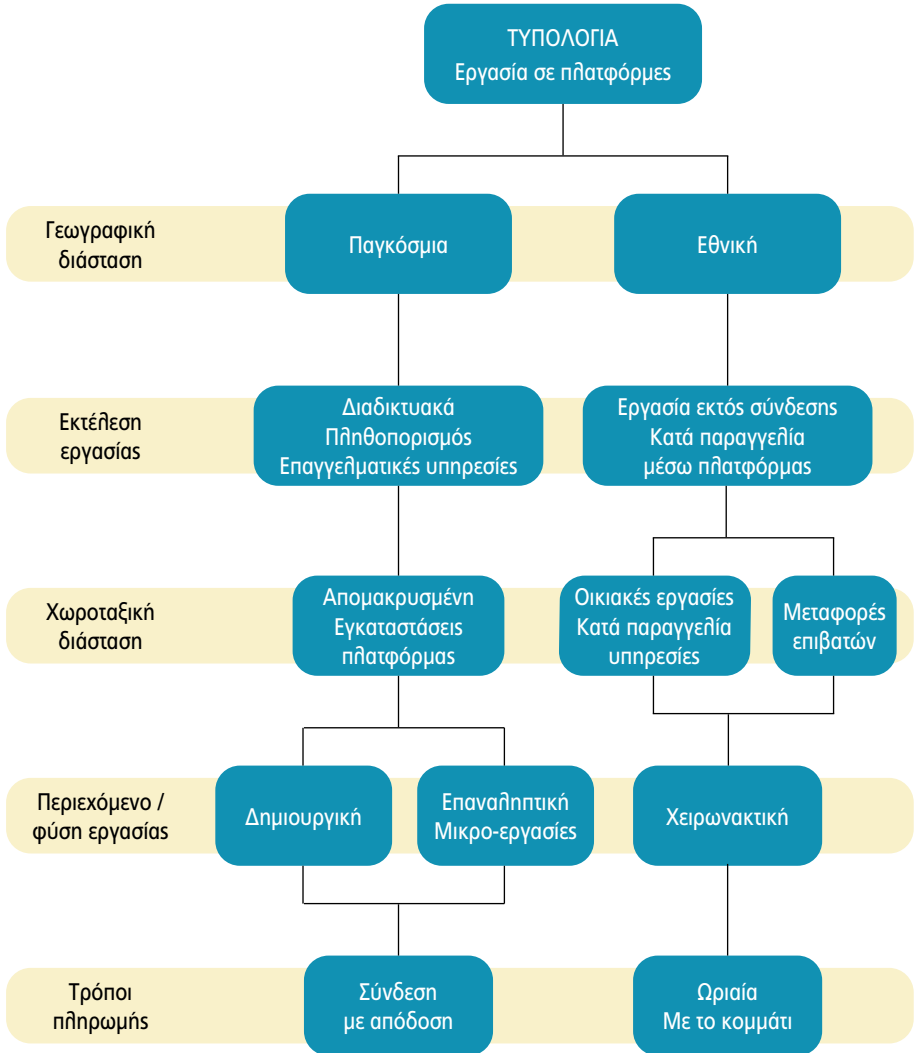 ΤΥΠΟΛΟΓΙΑ
Εργασία σε πλατφόρμες
Γεωγραφική
διάσταση
Παγκόσμια
Εθνική
Εκτέλεση
εργασίας
Διαδικτυακά
Πληθοπορισμός
Επαγγελματικές υπηρεσίες
Εργασία εκτός σύνδεσης
Κατά παραγγελία
μέσω πλατφόρμας
Χωροταξική
διάσταση
Απομακρυσμένη
Εγκαταστάσεις
πλατφόρμας
Οικιακές εργασίες
Κατά παραγγελία
υπηρεσίες
Μεταφορές
επιβατών
Περιεχόμενο /
φύση εργασίας
Δημιουργική
Επαναληπτική
Μικρο-εργασίες
Χειρωνακτική
Τρόποι
πληρωμής
Σύνδεση
με απόδοση
Ωριαία
Με το κομμάτι